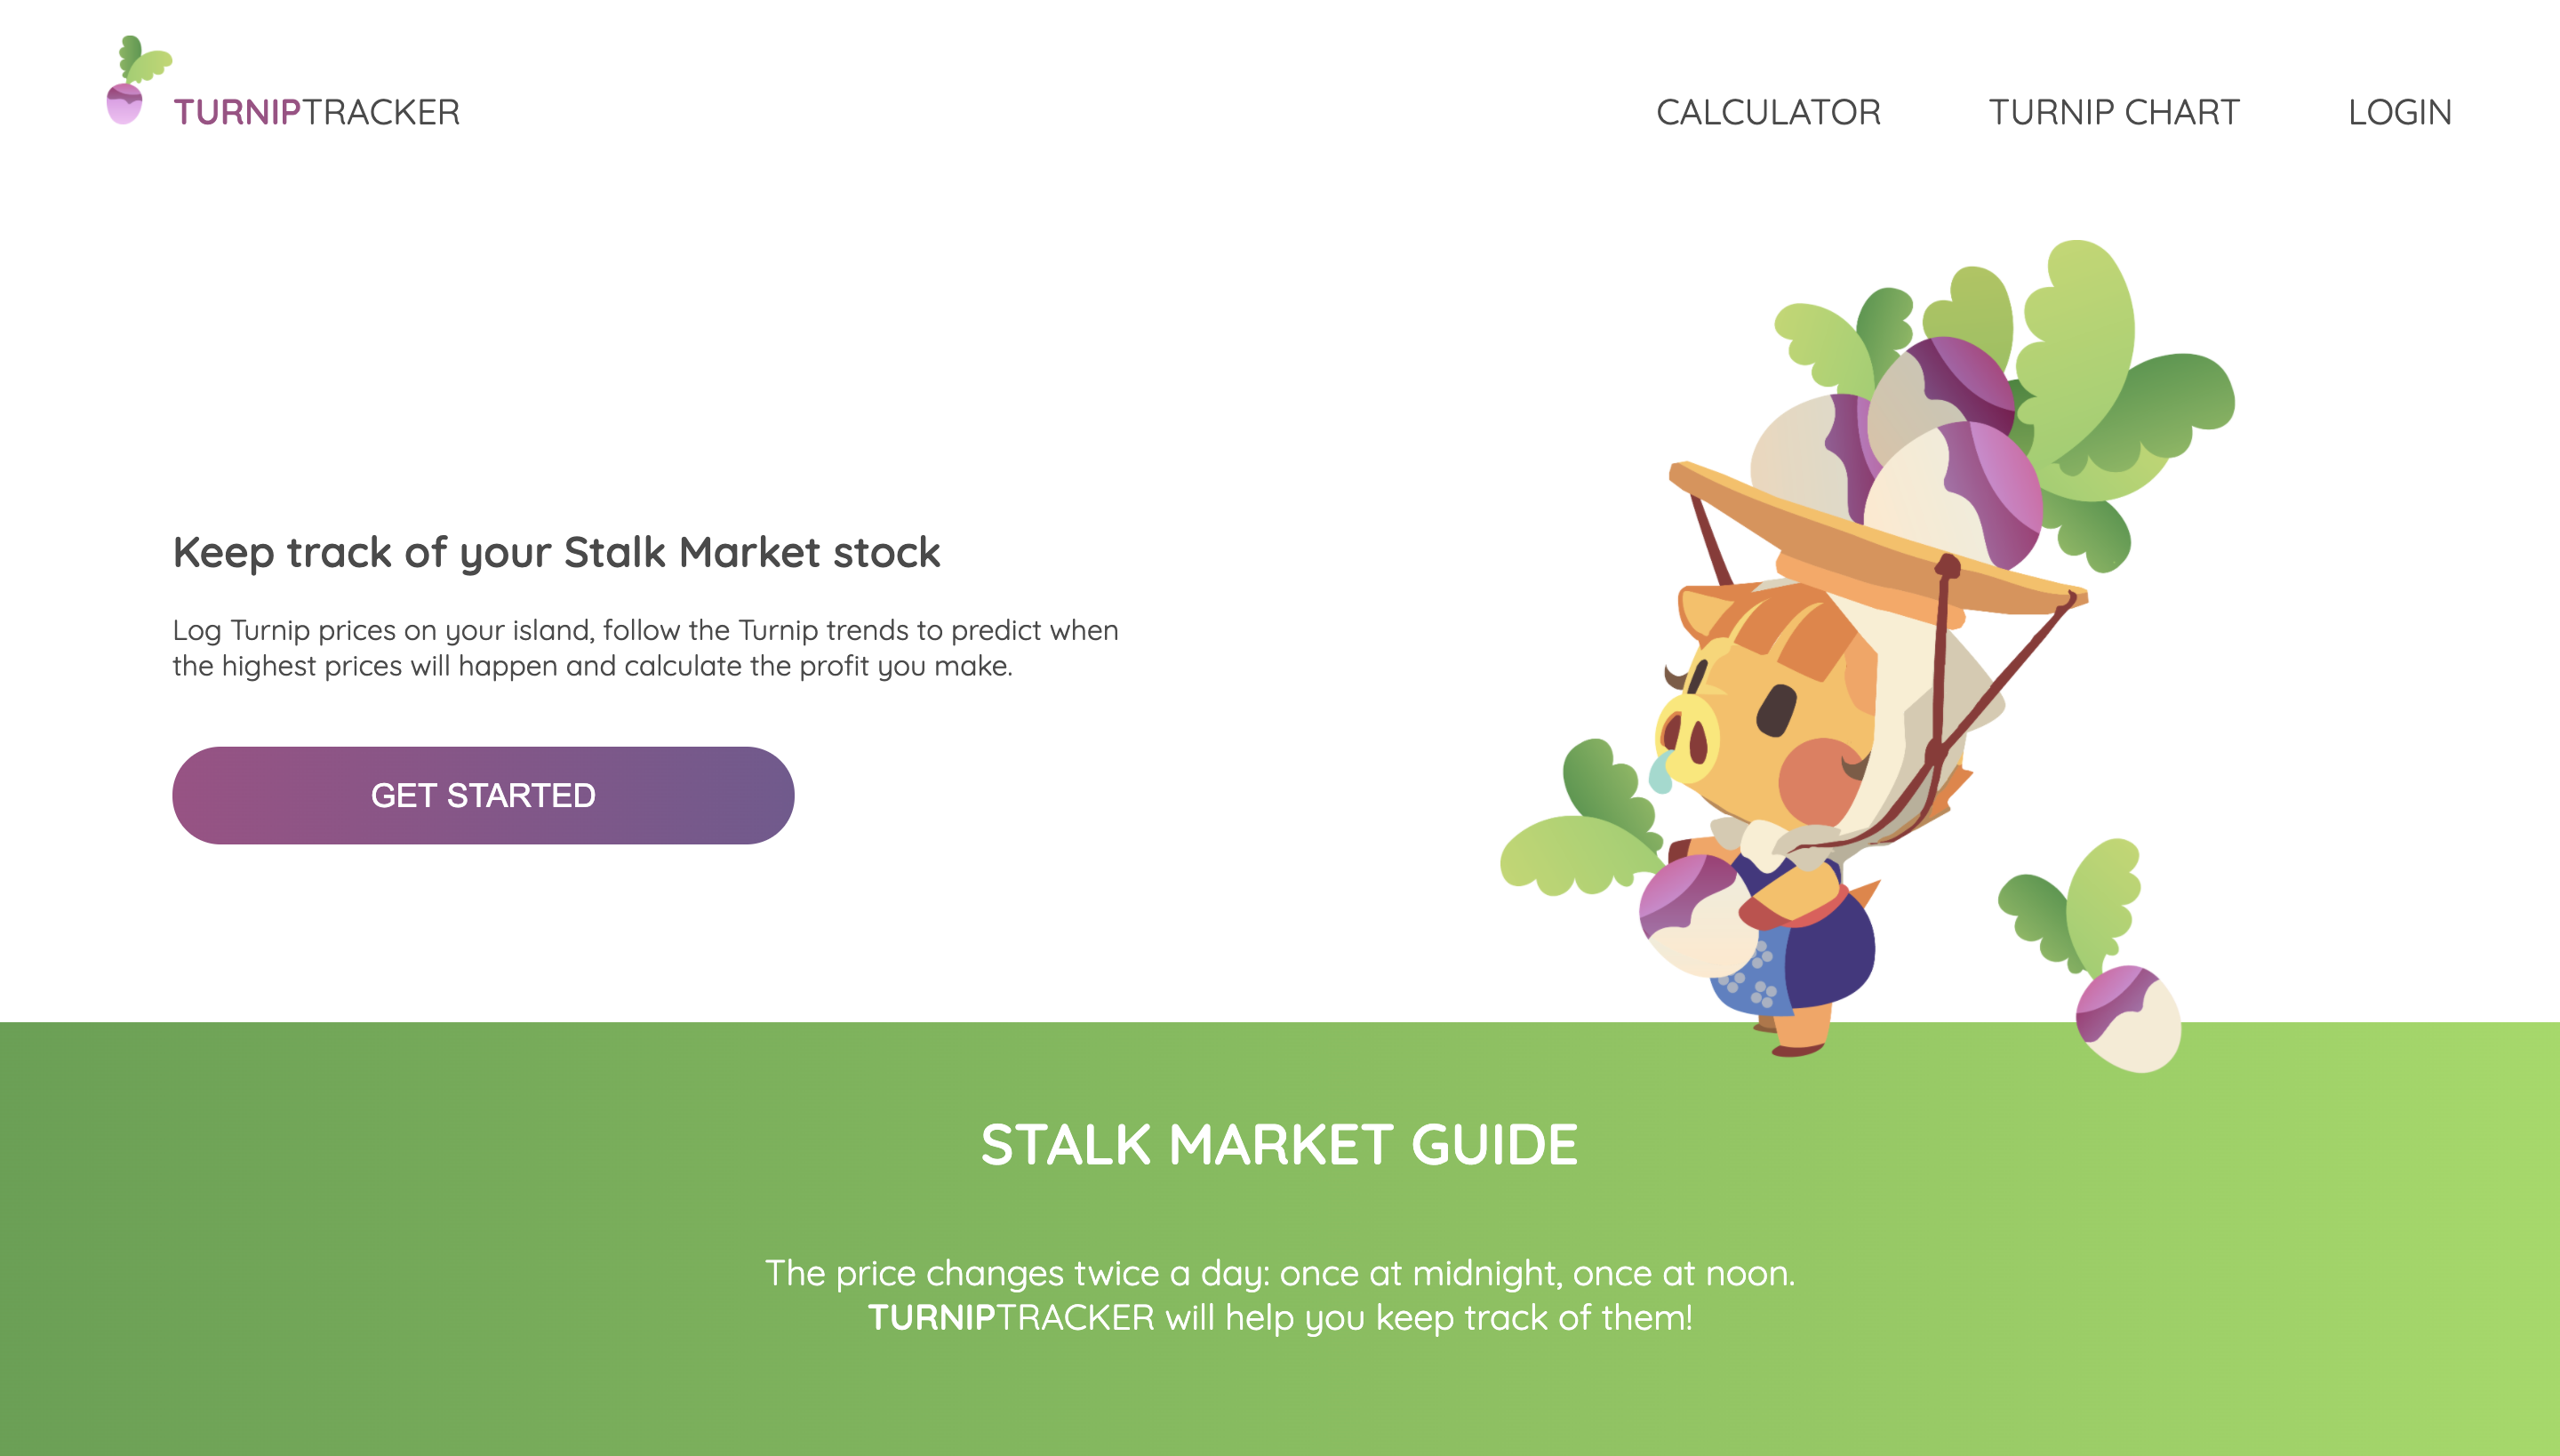 TURNIPTRACKER
CALCULATOR
TURNIP CHART
LOGIN
Keep track of your Stalk Market stock
Log Turnip prices on your island, follow the Turnip trends to predict when
the highest prices will happen and calculate the profit you make.
GET STARTED
STALK MARKET GUIDE
The price changes twice a day: once at midnight, once at noon.
TURNIPTRACKER will help you keep track of them!